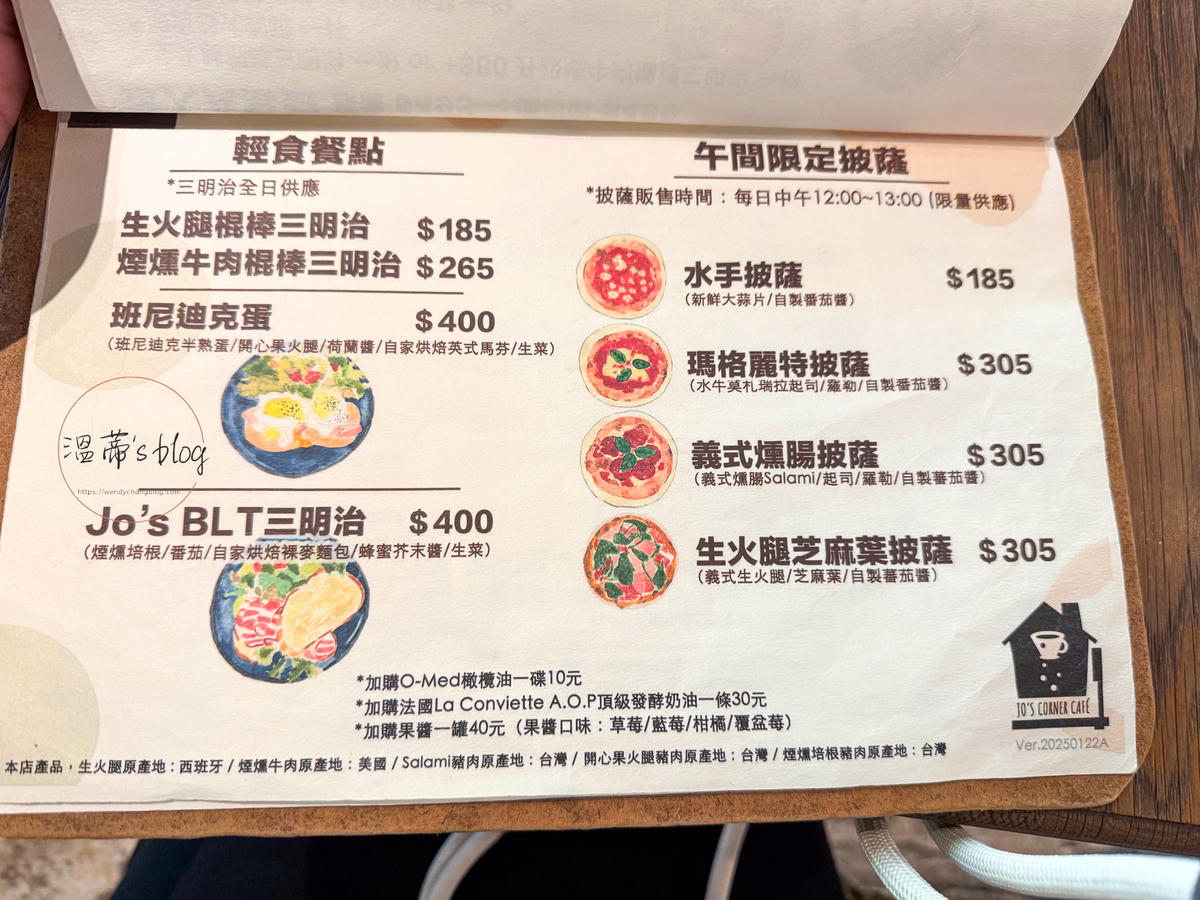 輕食餐點
*三明治全日供應
生火腿棍棒三明治 $185
煙燻牛肉棍棒三明治 $265
班尼迪克蛋 $400
(班尼迪克半熟蛋/開心果火腿/荷蘭醬/自家烘焙英式馬芬/生菜)
溫蒂's blog
https://wendychangblog.com
Jo's BLT三明治 $400
(煙燻培根/番茄/自家烘焙裸麥麵包/蜂蜜芥末醬/生菜)
午間限定披薩
*披薩販售時間：每日中午12:00~13:00 (限量供應)
水手披薩 $185
(新鮮大蒜片/自製番茄醬)
瑪格麗特披薩 $305
(水牛莫札瑞拉起司/羅勒/自製番茄醬)
義式燻腸披薩 $305
(義式燻腸Salami/起司/羅勒/自製番茄醬)
生火腿芝麻葉披薩 $305
(義式生火腿/芝麻葉/自製蕃茄醬)
*加購O-Med橄欖油一碟10元
*加購法國La Conviette A.O.P頂級發酵奶油一條30元
*加購果醬一罐40元（果醬口味：草莓/藍莓/柑橘/覆盆莓）
JO'S CORNER CAFÉ
Ver.20250122A
本店產品，生火腿原產地：西班牙 / 煙燻牛肉原產地：美國 / Salami豬肉原產地：台灣 / 開心果火腿豬肉原產地：台灣 / 煙燻培根豬肉原產地：台灣